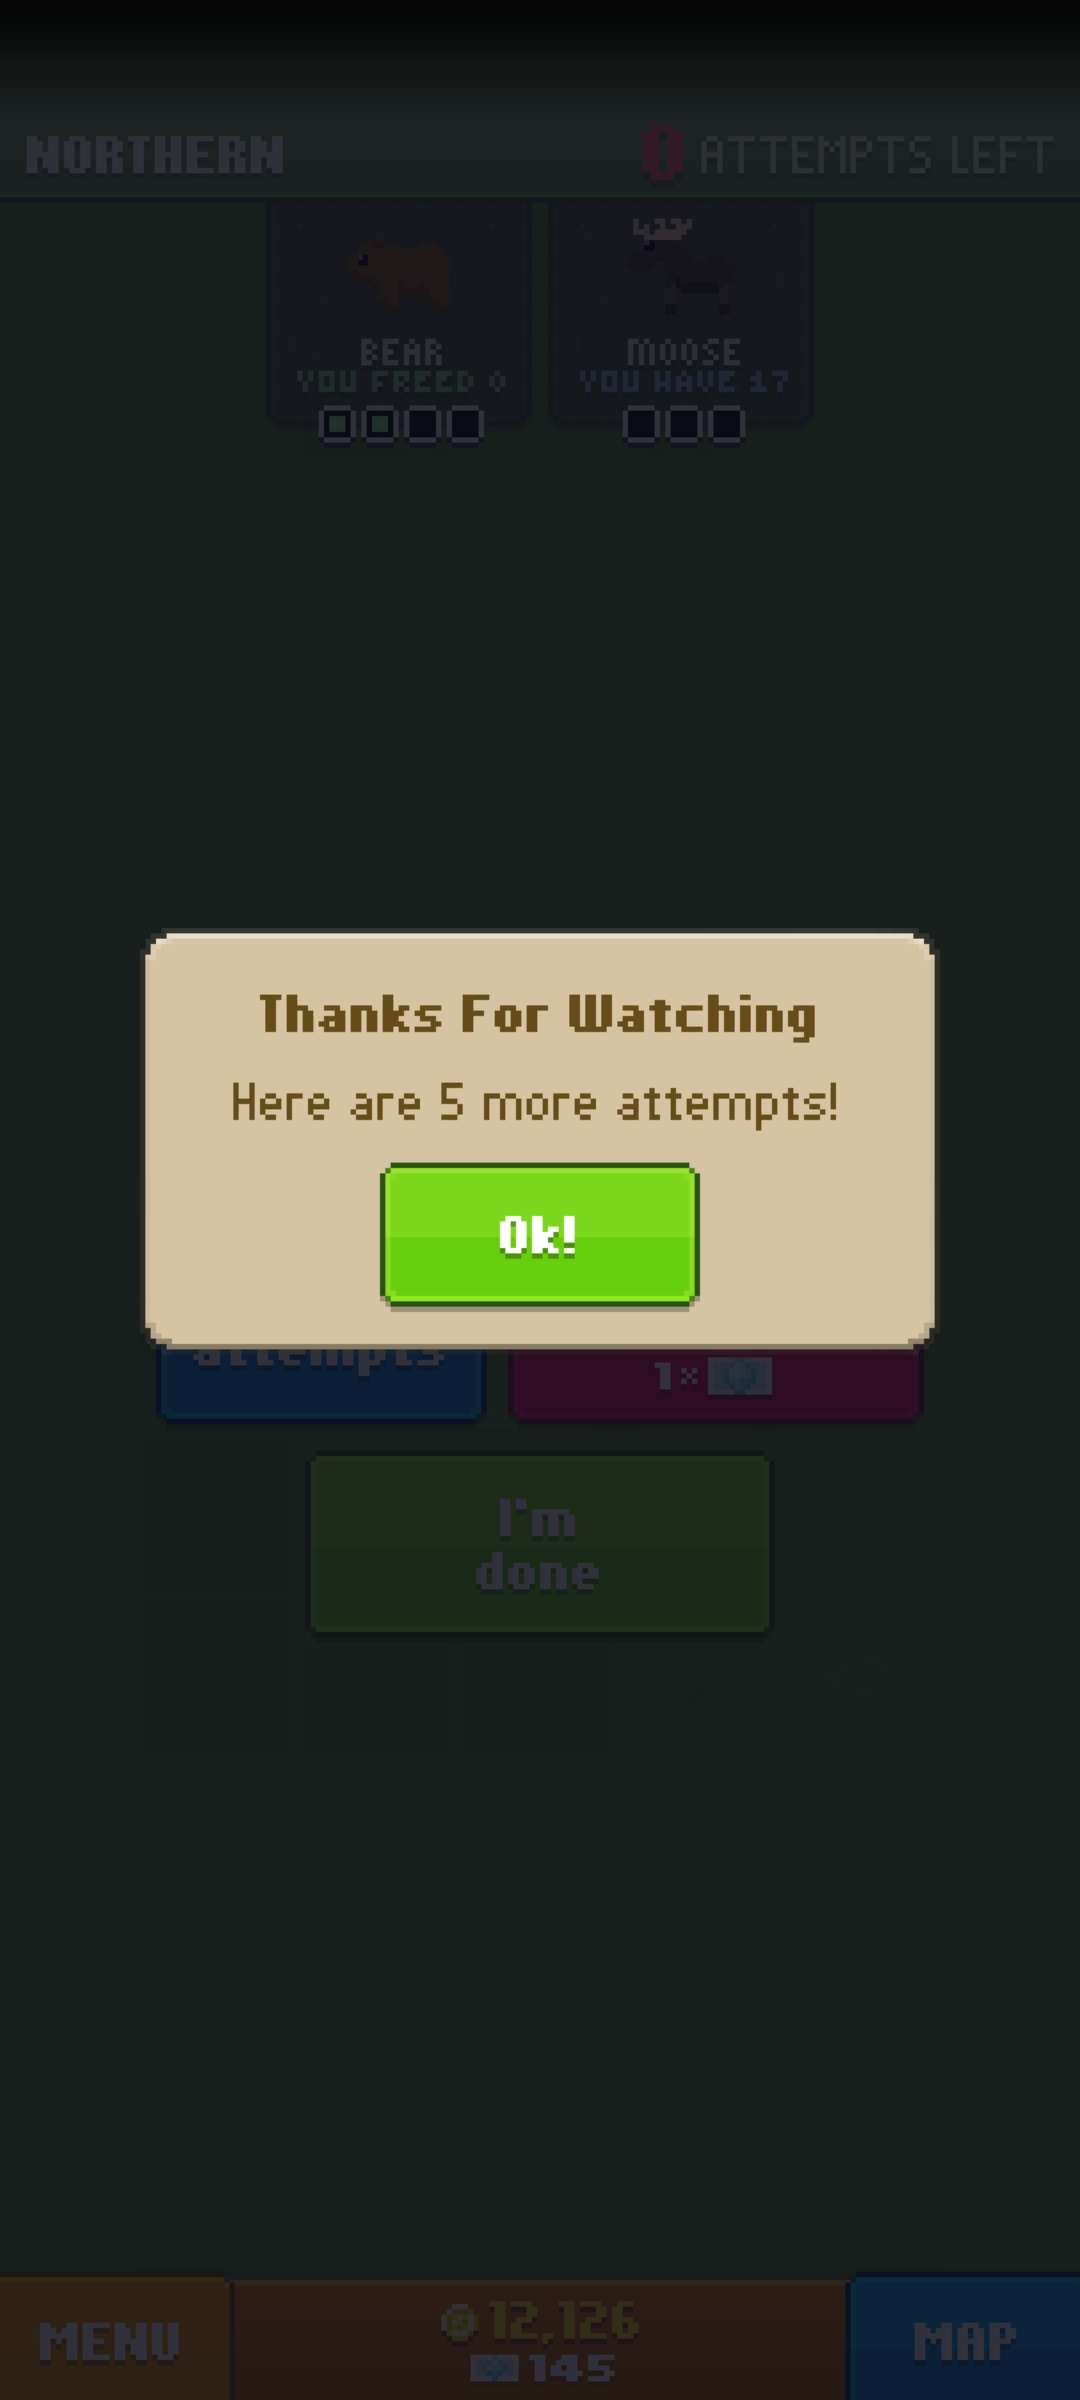 NORTHERN
0 ATTEMPTS LEFT
BEAR
YOU FREED 0
MOOSE
YOU HAVE 17
Thanks For Watching
Here are 5 more attempts!
Ok!
attempts
1×
I'm
done
MENU
12,126
145
MAP